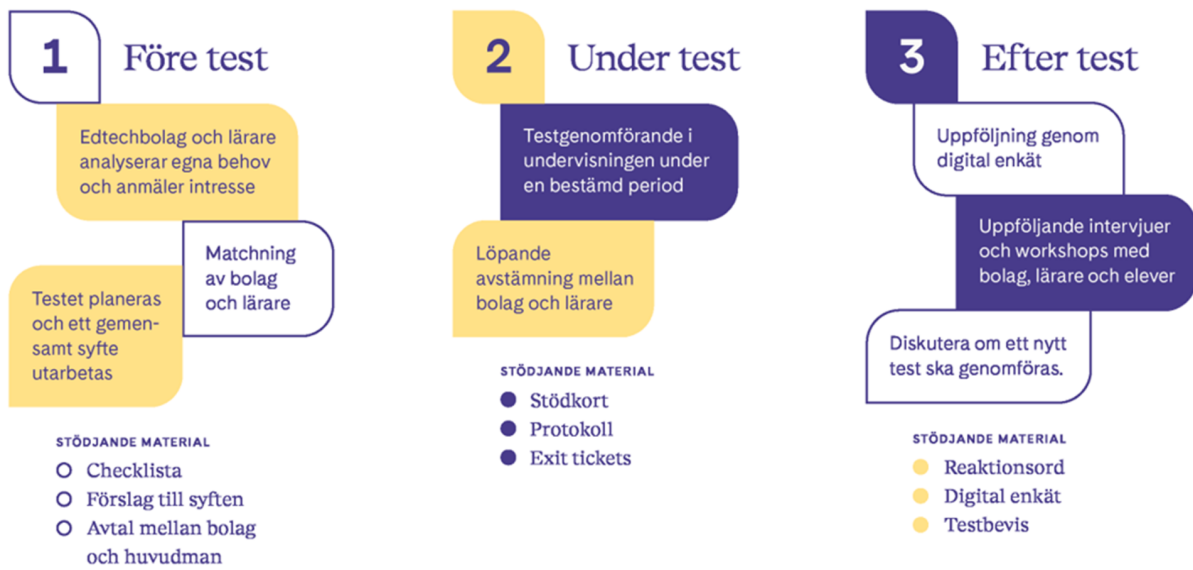 1
Före test
Edtechbolag och lärare
analyserar egna behov
och anmäler intresse
Matchning
av bolag
och lärare
Testet planeras
och ett gemen-
samt syfte
utarbetas
STÖDJANDE MATERIAL
Checklista
Förslag till syften
Avtal mellan bolag
och huvudman
2
Under test
Testgenomförande i
undervisningen under
en bestämd period
Löpande
avstämning mellan
bolag och lärare
STÖDJANDE MATERIAL
Stödkort
Protokoll
Exit tickets
3
Efter test
Uppföljning genom
digital enkät
Uppföljande intervjuer
och workshops med
bolag, lärare och elever
Diskutera om ett nytt
test ska genomföras.
STÖDJANDE MATERIAL
Reaktionsord
Digital enkät
Testbevis